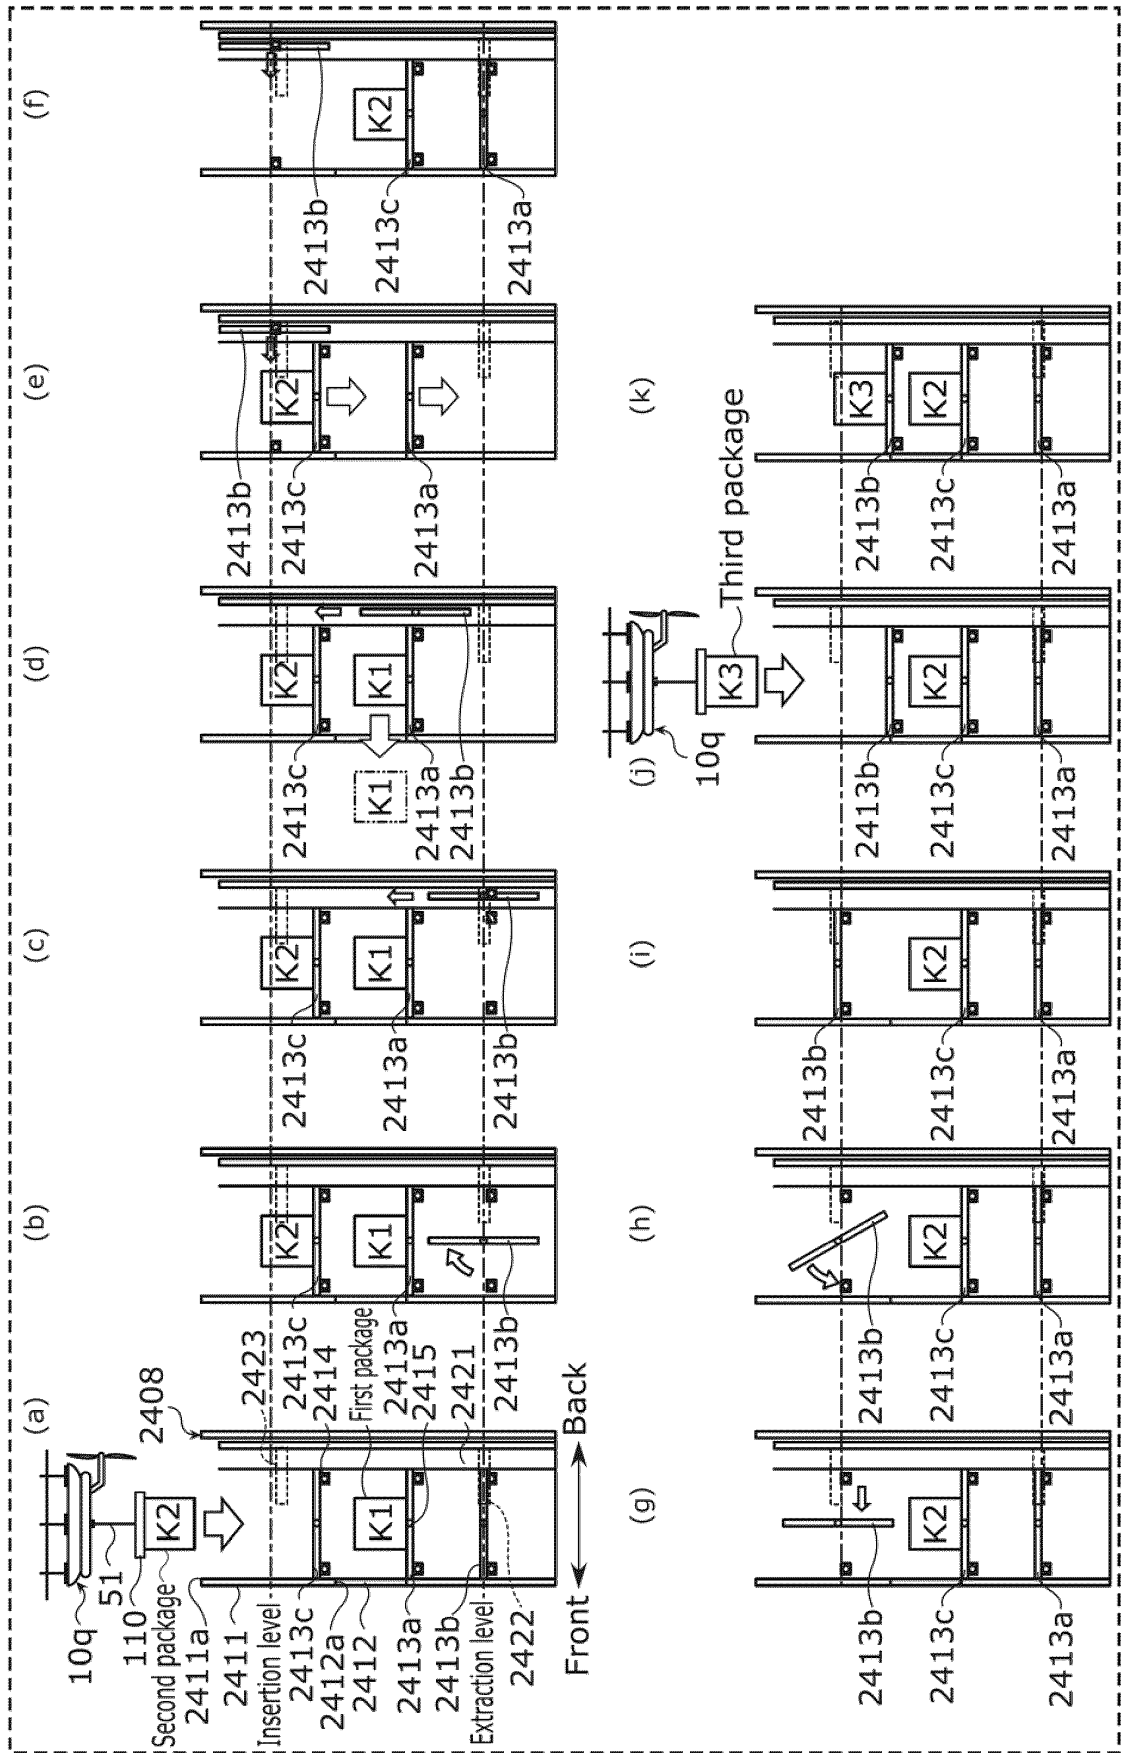 (a)
2408
10q
51
110
K2
Second package
2411a
2411
2423
Insertion level
2413c
2413c
2414
2412a
2412
K1
First package
2413a
2413a
2415
2413b
2413b
2421
Extraction level
2422
Front
Back
(b)
K2
K1
(c)
K2
2413c
K1
2413a
2413b
(d)
K2
2413c
K1
K1
2413a
2413b
(e)
2413b
K2
2413c
2413a
(f)
2413b
K2
2413c
2413a
(g)
2413b
K2
2413c
2413a
(h)
2413b
K2
2413c
2413a
(i)
2413b
K2
2413c
2413a
(j)
10q
K3
Third package
2413b
K2
2413c
2413a
(k)
K3
2413b
K2
2413c
2413a